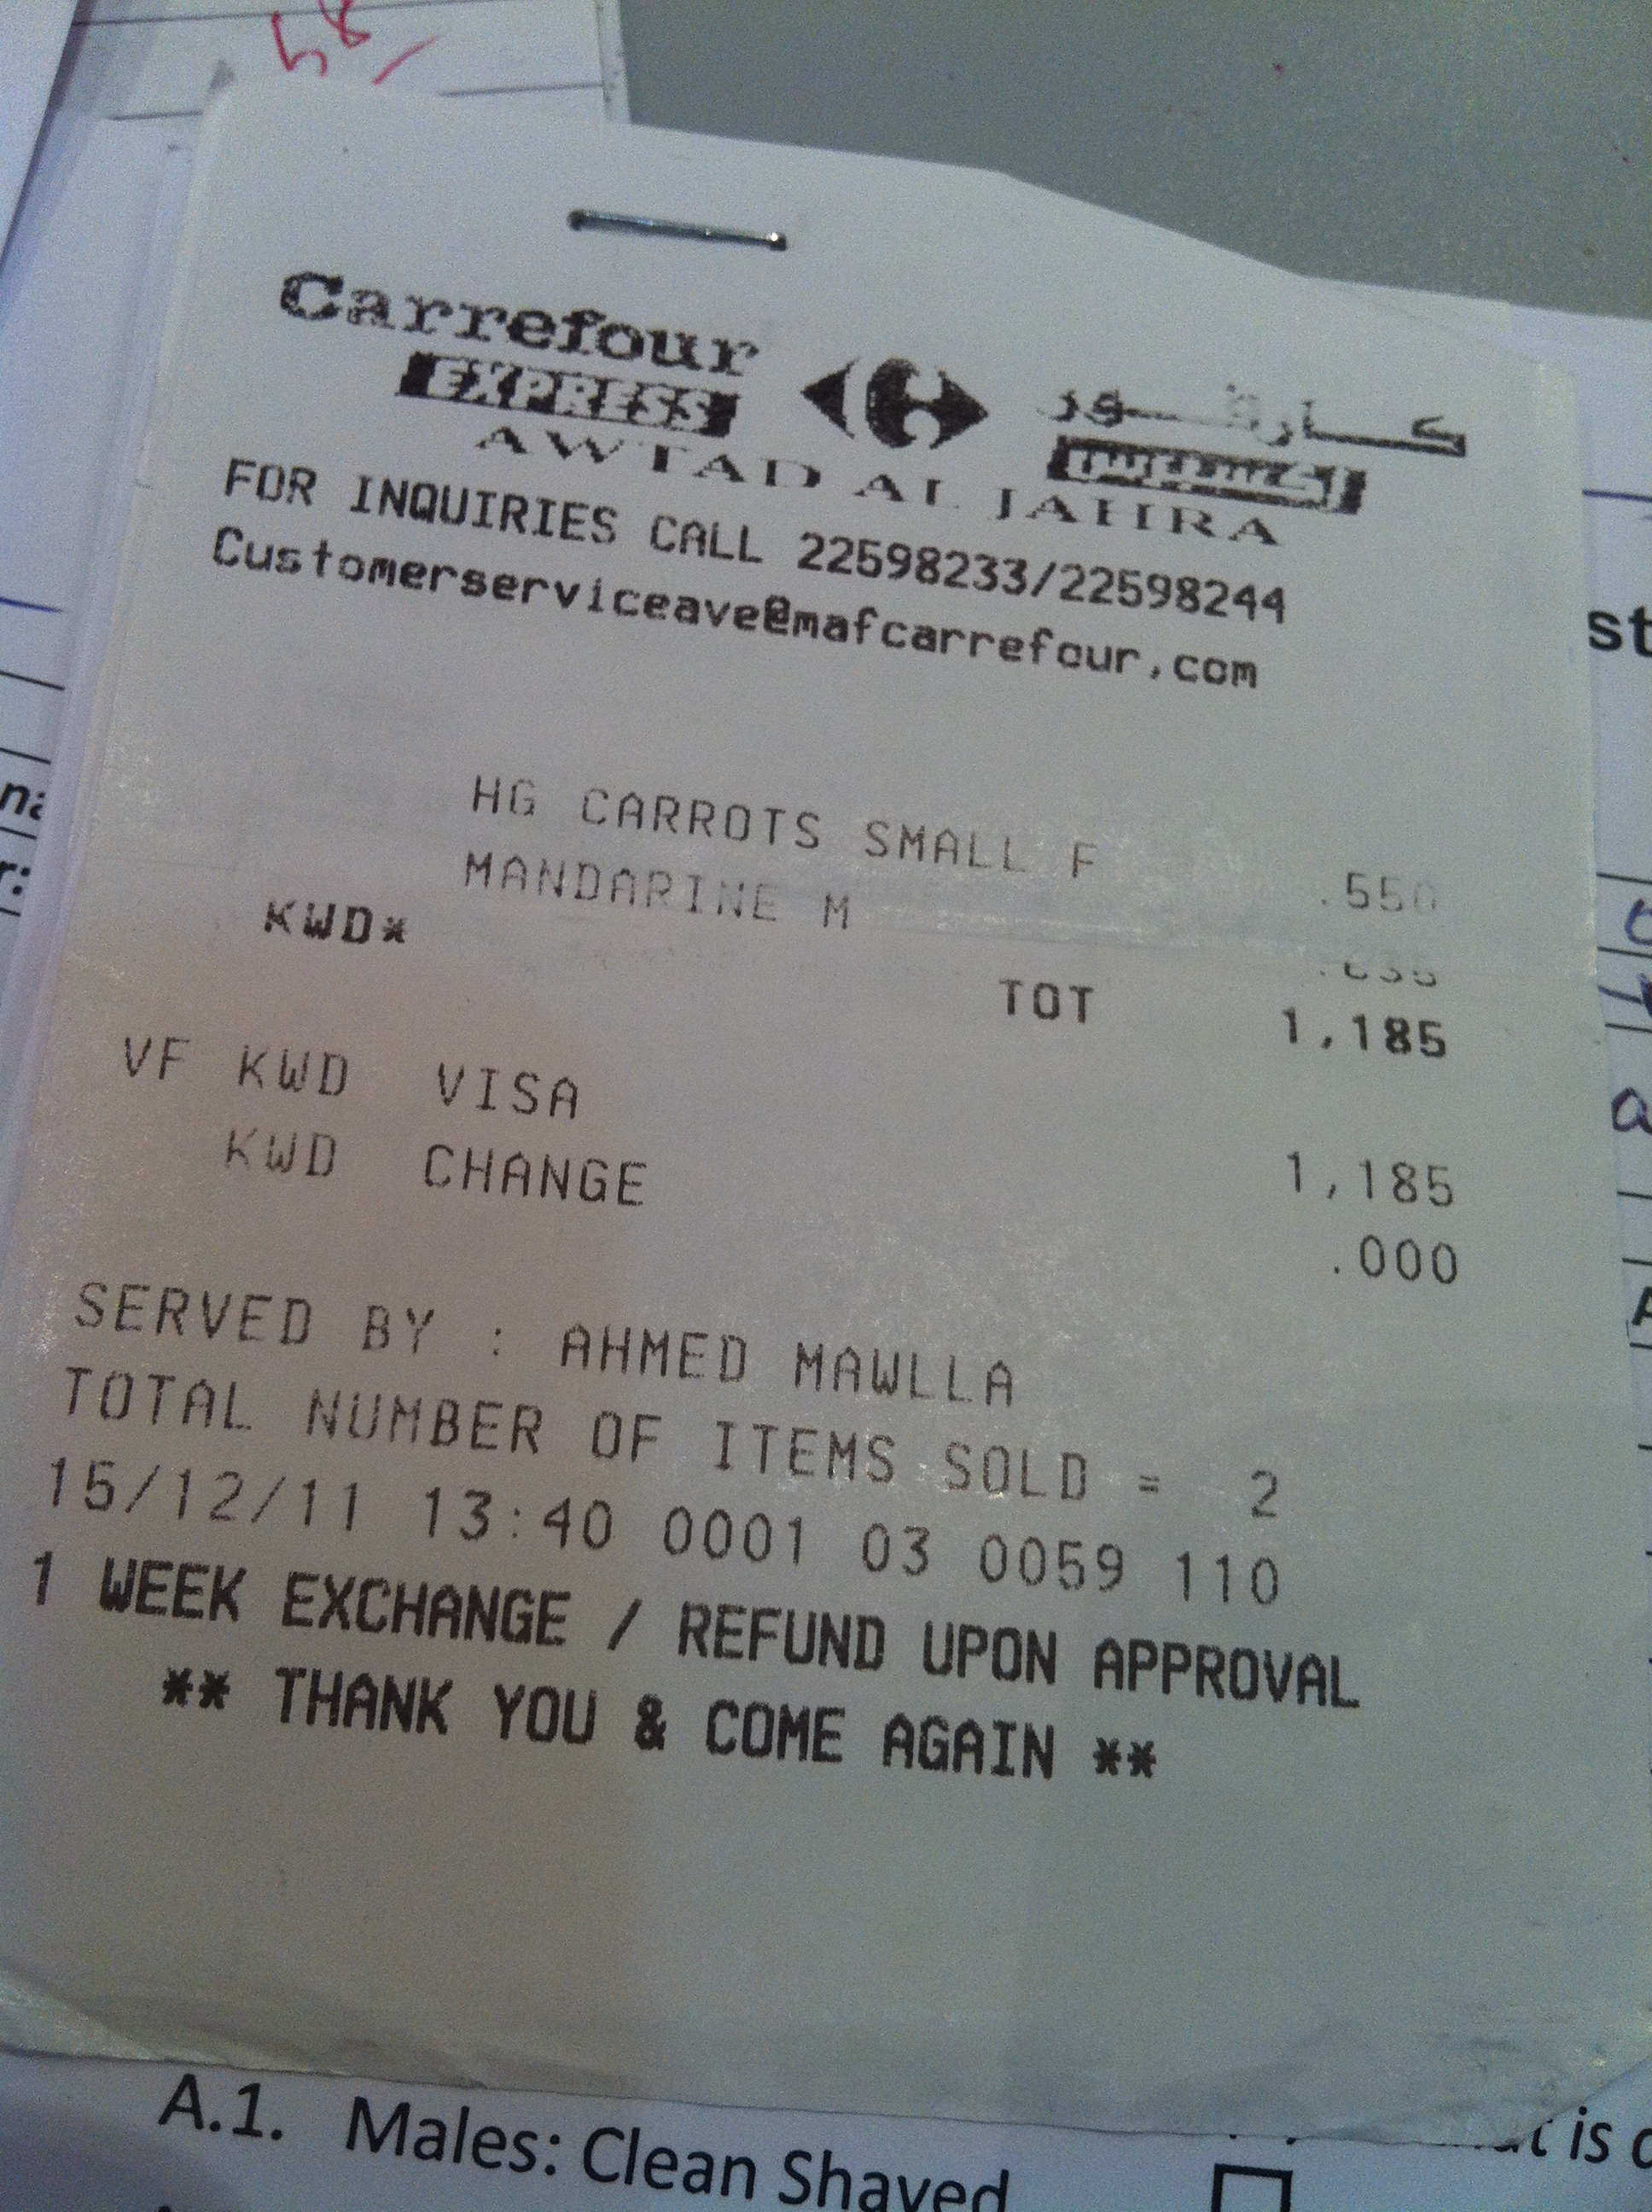 Carrefour كارفور
EXPRESS اكسبرس
AWTAD AL JAHRA
FOR INQUIRIES CALL 22598233/22598244
Customerserviceave@mafcarrefour.com
HG CARROTS SMALL F .550
MANDARINE M
KWD* TOT 1,185
VF KWD VISA 1,185
KWD CHANGE .000
SERVED BY : AHMED MAWLLA
TOTAL NUMBER OF ITEMS SOLD = 2
15/12/11 13:40 0001 03 0059 110
1 WEEK EXCHANGE / REFUND UPON APPROVAL
** THANK YOU & COME AGAIN **
A.1. Males: Clean Shaved
is